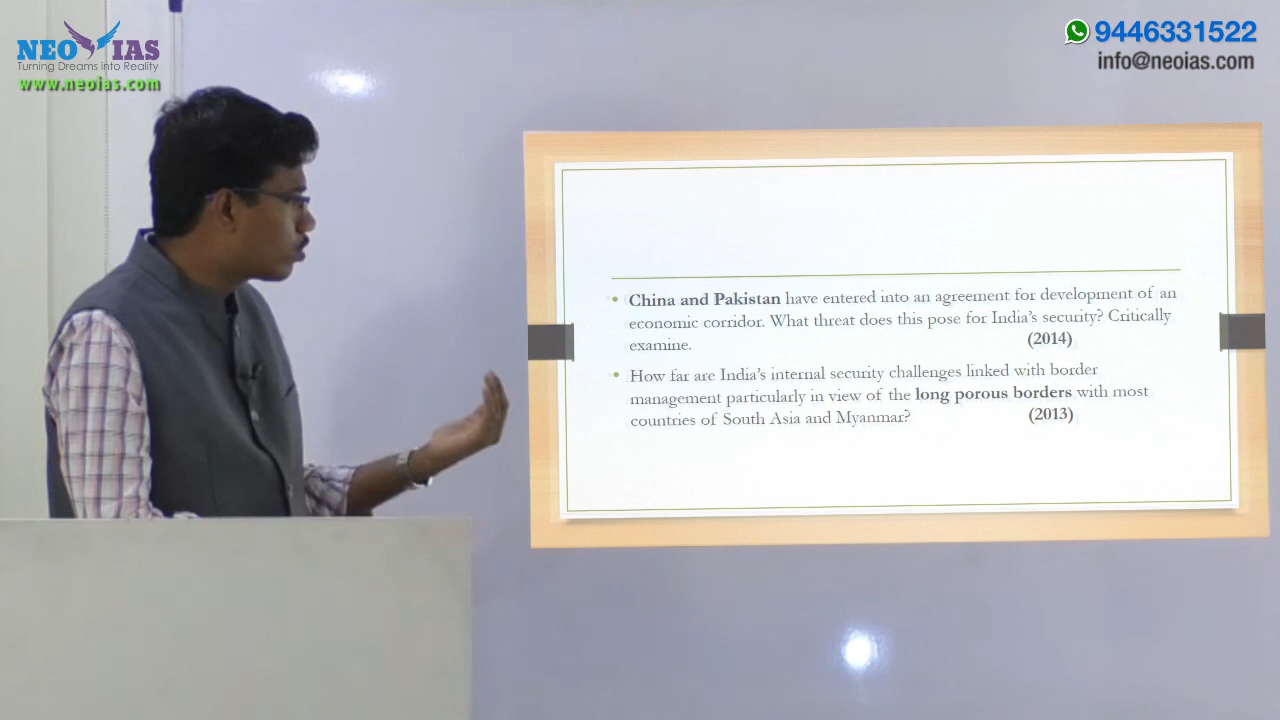 NEO IAS
Turning Dreams into Reality
www.neoias.com
9446331522
info@neoias.com
• China and Pakistan have entered into an agreement for development of an
economic corridor. What threat does this pose for India's security? Critically
examine. (2014)
• How far are India's internal security challenges linked with border
management particularly in view of the long porous borders with most
countries of South Asia and Myanmar? (2013)